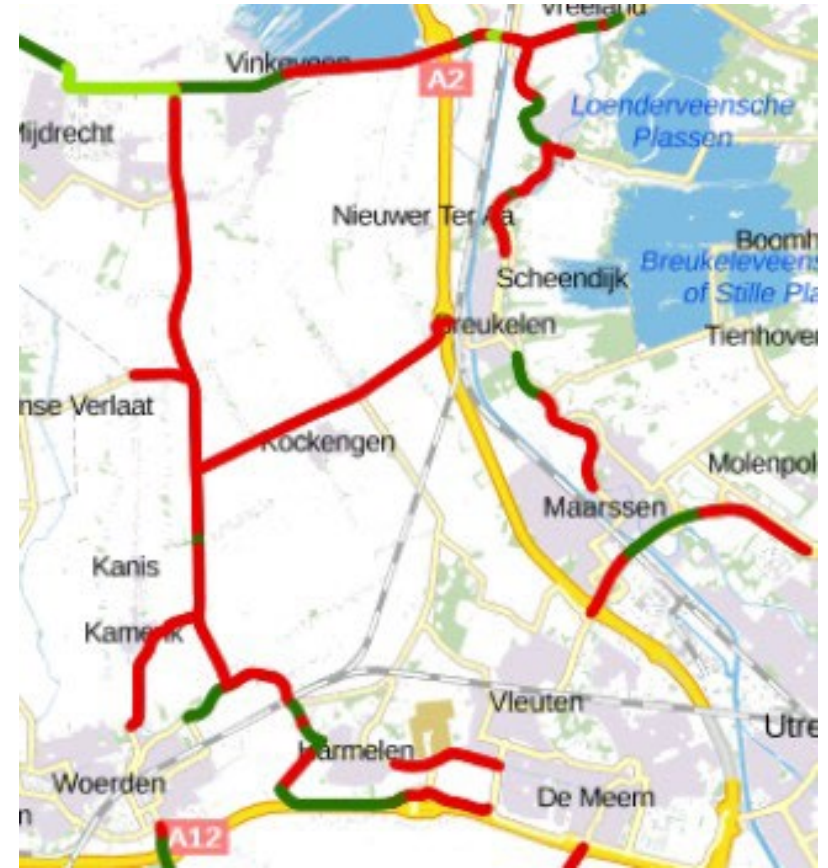 Vreeland
Vinkeveen
A2
Loenderveensche
Plassen
Mijdrecht
Nieuwer Ter Aa
Boomh
Breukeleveens
of Stille Pla
Scheendijk
Breukelen
Tienhover
nse Verlaat
Kockengen
Molenpol
Maarssen
Kanis
Kamerik
Vleuten
Utre
Harmelen
Woerden
De Meern
n
A12